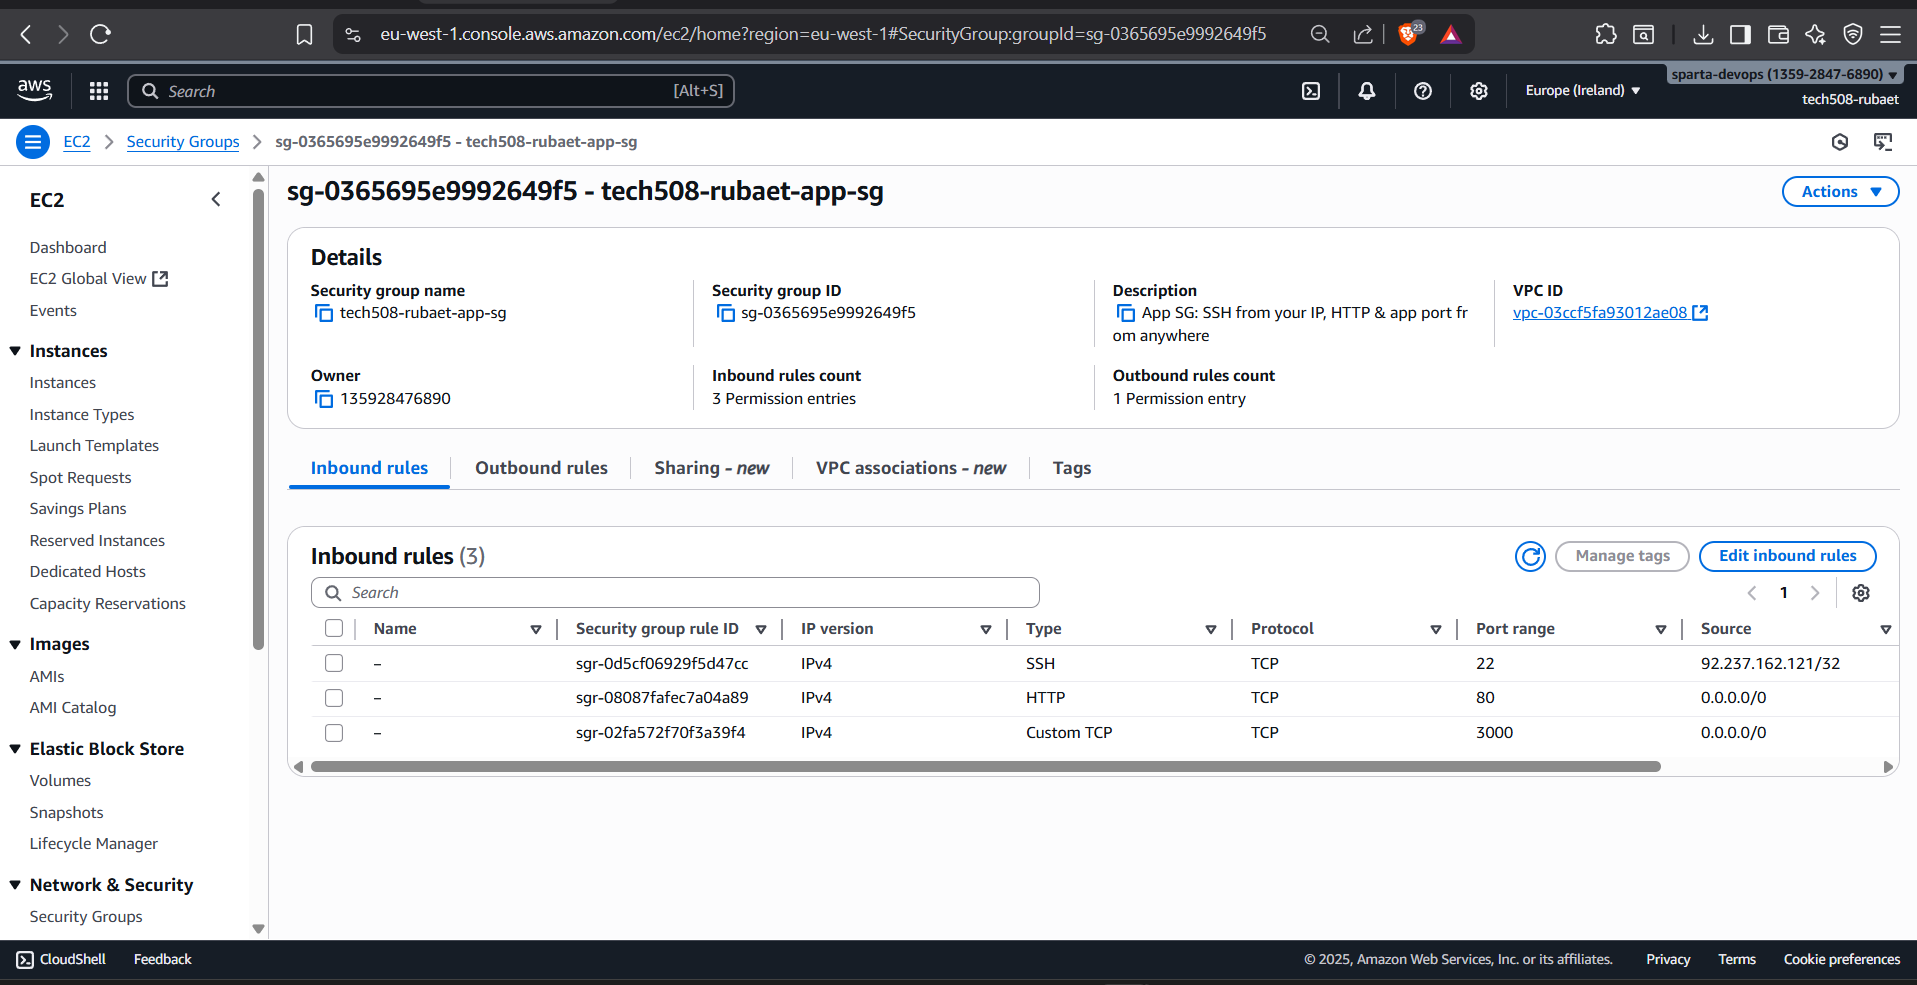 eu-west-1.console.aws.amazon.com/ec2/home?region=eu-west-1#SecurityGroup:groupId=sg-0365695e9992649f5
23
aws
Search [Alt+S]
Europe (Ireland)
sparta-devops (1359-2847-6890)
tech508-rubaet
EC2 Security Groups sg-0365695e9992649f5 - tech508-rubaet-app-sg
EC2
Dashboard
EC2 Global View
Events
Instances
Instances
Instance Types
Launch Templates
Spot Requests
Savings Plans
Reserved Instances
Dedicated Hosts
Capacity Reservations
Images
AMIs
AMI Catalog
Elastic Block Store
Volumes
Snapshots
Lifecycle Manager
Network & Security
Security Groups
sg-0365695e9992649f5 - tech508-rubaet-app-sg
Actions
Details
Security group name
tech508-rubaet-app-sg
Security group ID
sg-0365695e9992649f5
Description
App SG: SSH from your IP, HTTP & app port fr
om anywhere
VPC ID
vpc-03ccf5fa93012ae08
Owner
135928476890
Inbound rules count
3 Permission entries
Outbound rules count
1 Permission entry
Inbound rules Outbound rules Sharing - new VPC associations - new Tags
Inbound rules (3)
Manage tags Edit inbound rules
Search
1
Name Security group rule ID IP version Type Protocol Port range Source
– sgr-0d5cf06929f5d47cc IPv4 SSH TCP 22 92.237.162.121/32
– sgr-08087fafec7a04a89 IPv4 HTTP TCP 80 0.0.0.0/0
– sgr-02fa572f70f3a39f4 IPv4 Custom TCP TCP 3000 0.0.0.0/0
CloudShell Feedback © 2025, Amazon Web Services, Inc. or its affiliates. Privacy Terms Cookie preferences